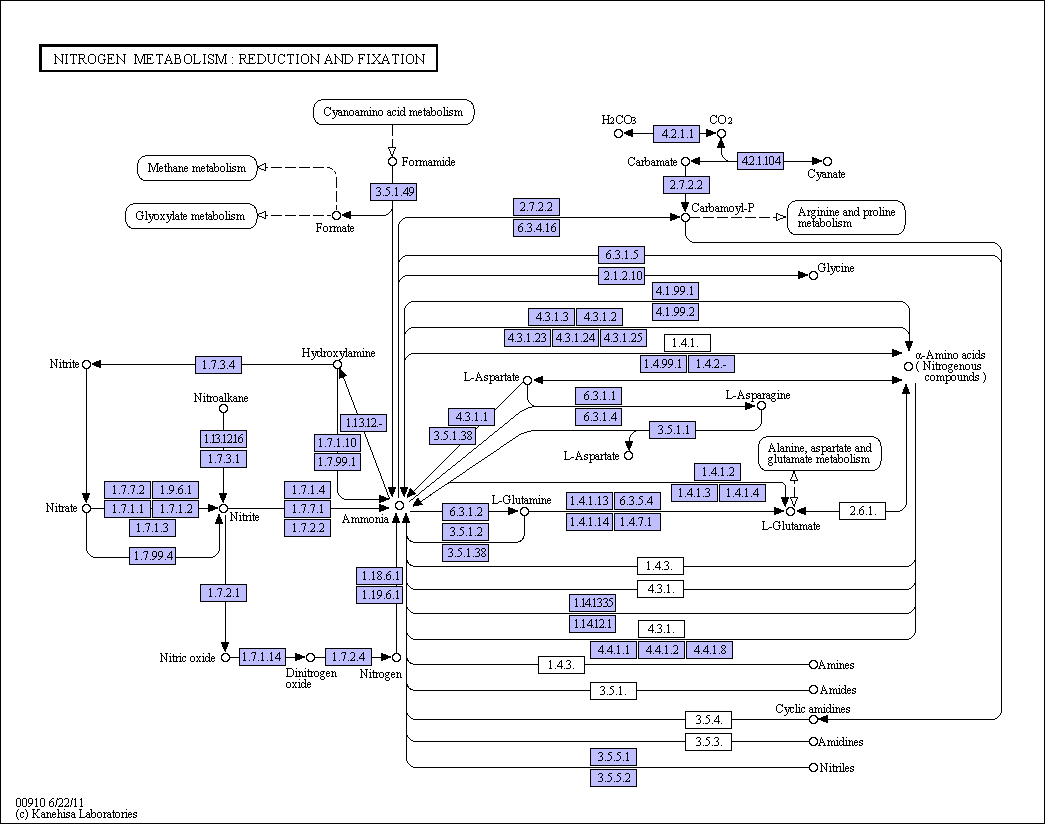 NITROGEN METABOLISM : REDUCTION AND FIXATION
Cyanoamino acid metabolism
H2CO3
CO2
4.2.1.1
Methane metabolism
Formamide
Carbamate
4.2.1.104
Cyanate
3.5.1.49
2.7.2.2
Glyoxylate metabolism
Formate
2.7.2.2
6.3.4.16
Carbamoyl-P
Arginine and proline
metabolism
6.3.1.5
2.1.2.10
Glycine
4.1.99.1
4.1.99.2
4.3.1.3
4.3.1.2
4.3.1.23
4.3.1.24
4.3.1.25
1.4.1.
1.4.99.1
1.4.2.-
α-Amino acids
( Nitrogenous
compounds )
Nitrite
1.7.3.4
Hydroxylamine
L-Aspartate
Nitroalkane
6.3.1.1
6.3.1.4
L-Asparagine
4.3.1.1
3.5.1.38
3.5.1.1
1.13.12.-
1.13.12.16
1.7.3.1
1.7.1.10
1.7.99.1
L-Aspartate
Alanine, aspartate and
glutamate metabolism
1.7.7.2
1.9.6.1
1.7.1.1
1.7.1.2
1.7.1.3
Nitrate
Nitrite
1.7.1.4
1.7.7.1
1.7.2.2
Ammonia
6.3.1.2
3.5.1.2
3.5.1.38
L-Glutamine
1.4.1.13
6.3.5.4
1.4.1.14
1.4.7.1
1.4.1.2
1.4.1.3
1.4.1.4
L-Glutamate
2.6.1.
1.7.99.4
1.4.3.
4.3.1.
1.18.6.1
1.19.6.1
1.7.2.1
1.14.13.35
1.14.12.1
4.3.1.
4.4.1.1
4.4.1.2
4.4.1.8
Nitric oxide
1.7.1.14
Dinitrogen
oxide
1.7.2.4
Nitrogen
1.4.3.
Amines
3.5.1.
Amides
Cyclic amidines
3.5.4.
3.5.3.
Amidines
3.5.5.1
3.5.5.2
Nitriles
00910 6/22/11
(c) Kanehisa Laboratories